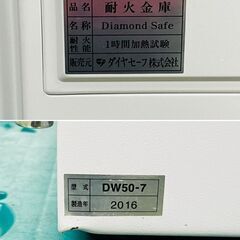 品名 耐火金庫
名称 Diamond Safe
耐火性能 1時間加熱試験
販売元 ダイヤセーフ株式会社
型式 DW50-7
製造年 2016